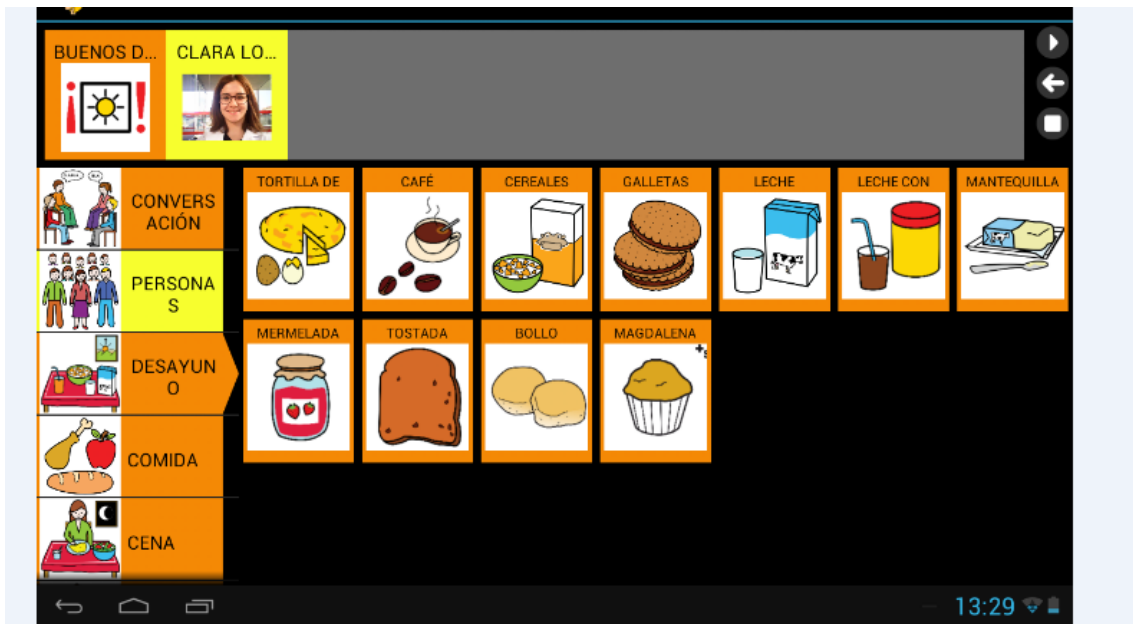 BUENOS D...
CLARA LO...
CONVERS
ACIÓN
PERSONA
S
DESAYUN
O
COMIDA
CENA
TORTILLA DE
CAFÉ
CEREALES
GALLETAS
LECHE
LECHE CON
MANTEQUILLA
MERMELADA
TOSTADA
BOLLO
MAGDALENA
13:29